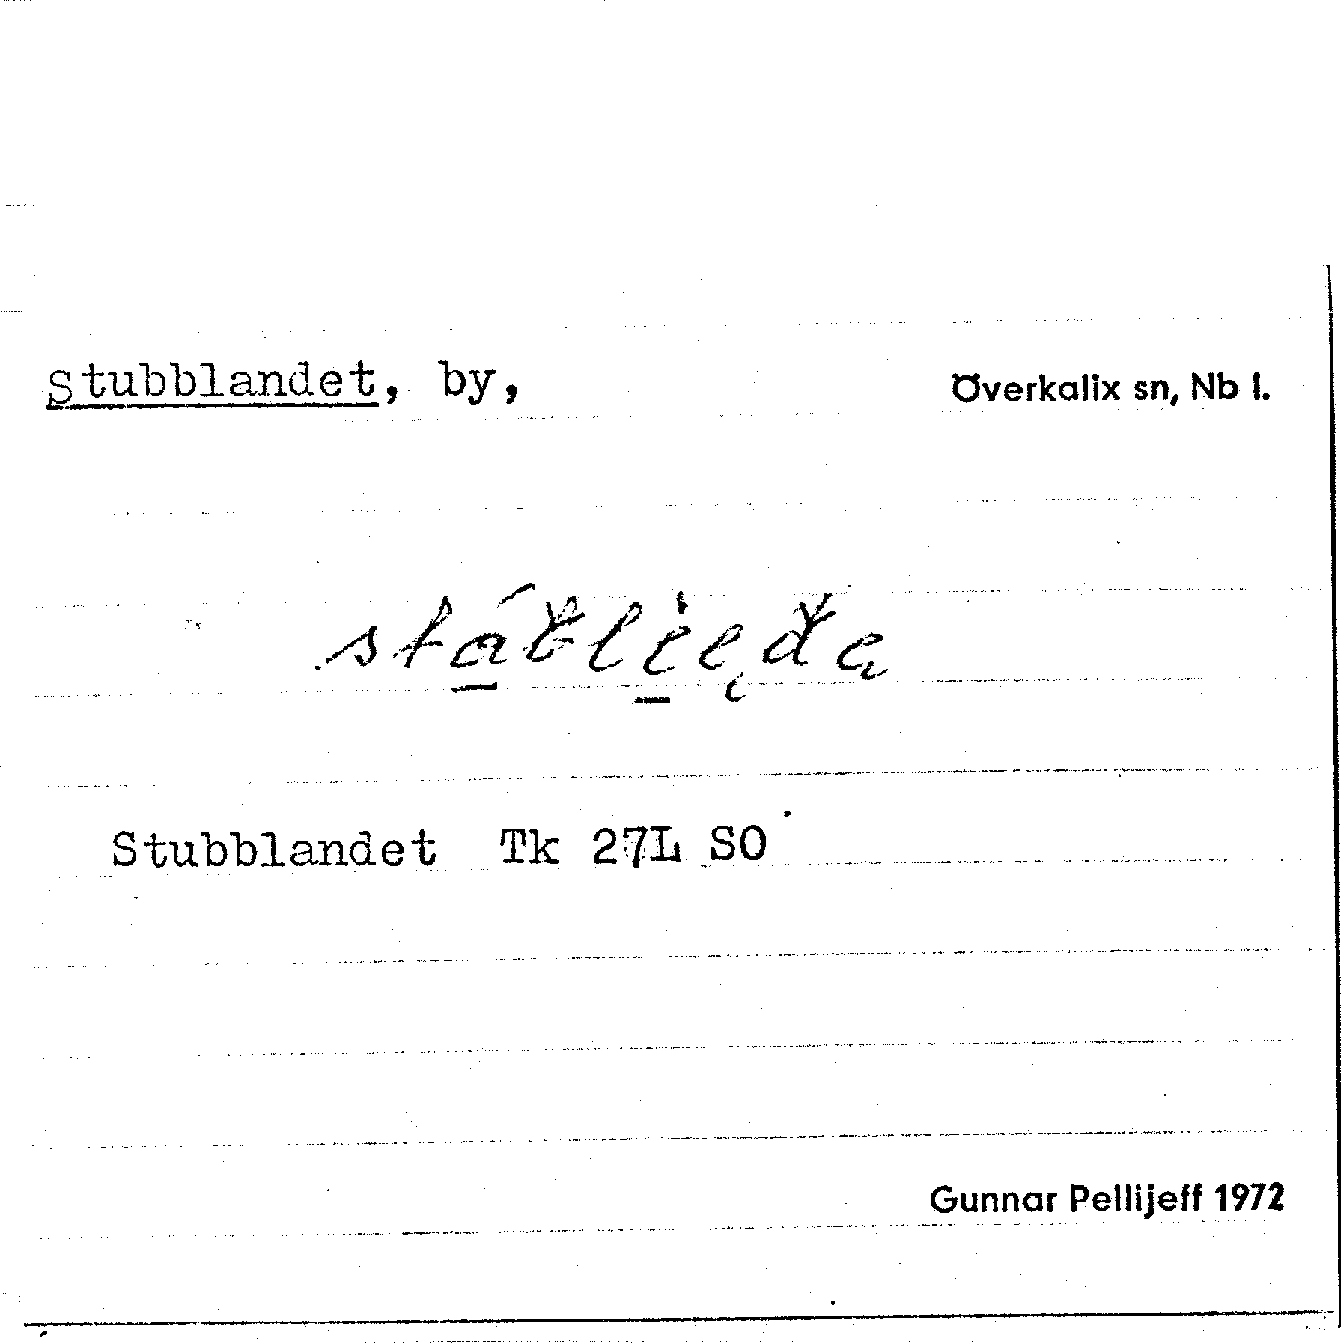 Stubblandet, by, Överkalix sn, Nb l.
Stubblandet Tk 27L SO
Gunnar Pellijeff 1972